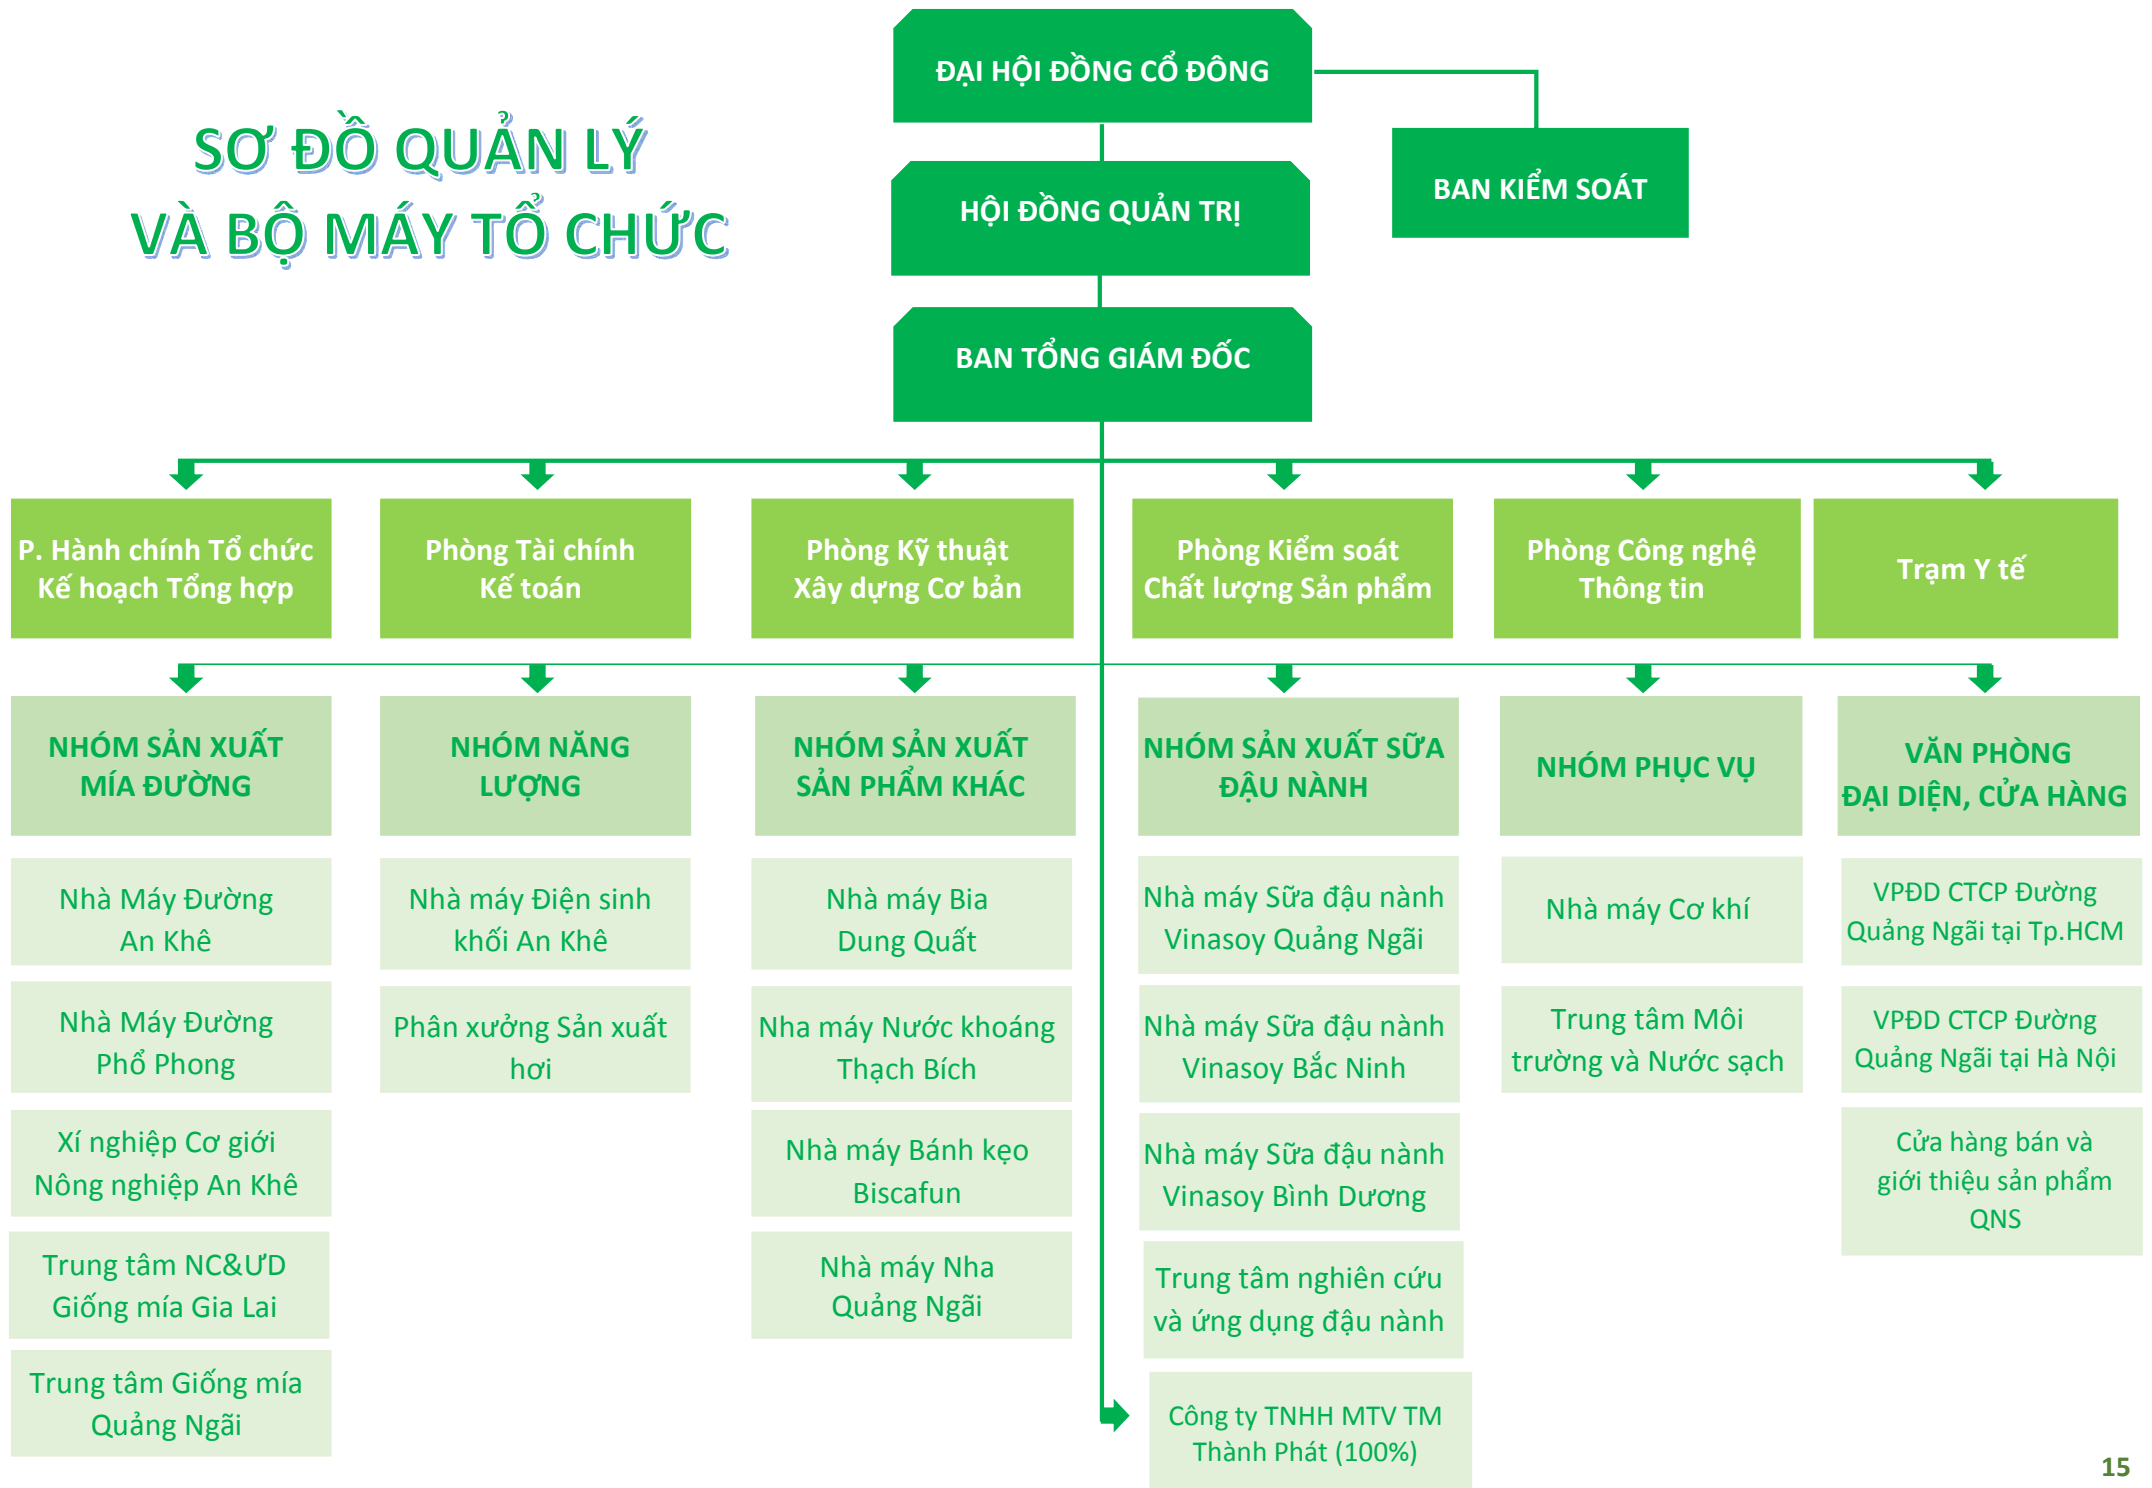 SƠ ĐỒ QUẢN LÝ
VÀ BỘ MÁY TỔ CHỨC
ĐẠI HỘI ĐỒNG CỔ ĐÔNG
BAN KIỂM SOÁT
HỘI ĐỒNG QUẢN TRỊ
BAN TỔNG GIÁM ĐỐC
P. Hành chính Tổ chức
Kế hoạch Tổng hợp
Phòng Tài chính
Kế toán
Phòng Kỹ thuật
Xây dựng Cơ bản
Phòng Kiểm soát
Chất lượng Sản phẩm
Phòng Công nghệ
Thông tin
Trạm Y tế
NHÓM SẢN XUẤT
MÍA ĐƯỜNG
Nhà Máy Đường
An Khê
Nhà Máy Đường
Phổ Phong
Xí nghiệp Cơ giới
Nông nghiệp An Khê
Trung tâm NC&ƯD
Giống mía Gia Lai
Trung tâm Giống mía
Quảng Ngãi
NHÓM NĂNG
LƯỢNG
Nhà máy Điện sinh
khối An Khê
Phân xưởng Sản xuất
hơi
NHÓM SẢN XUẤT
SẢN PHẨM KHÁC
Nhà máy Bia
Dung Quất
Nha máy Nước khoáng
Thạch Bích
Nhà máy Bánh kẹo
Biscafun
Nhà máy Nha
Quảng Ngãi
NHÓM SẢN XUẤT SỮA
ĐẬU NÀNH
Nhà máy Sữa đậu nành
Vinasoy Quảng Ngãi
Nhà máy Sữa đậu nành
Vinasoy Bắc Ninh
Nhà máy Sữa đậu nành
Vinasoy Bình Dương
Trung tâm nghiên cứu
và ứng dụng đậu nành
Công ty TNHH MTV TM
Thành Phát (100%)
NHÓM PHỤC VỤ
Nhà máy Cơ khí
Trung tâm Môi
trường và Nước sạch
VĂN PHÒNG
ĐẠI DIỆN, CỬA HÀNG
VPĐD CTCP Đường
Quảng Ngãi tại Tp.HCM
VPĐD CTCP Đường
Quảng Ngãi tại Hà Nội
Cửa hàng bán và
giới thiệu sản phẩm
QNS
15